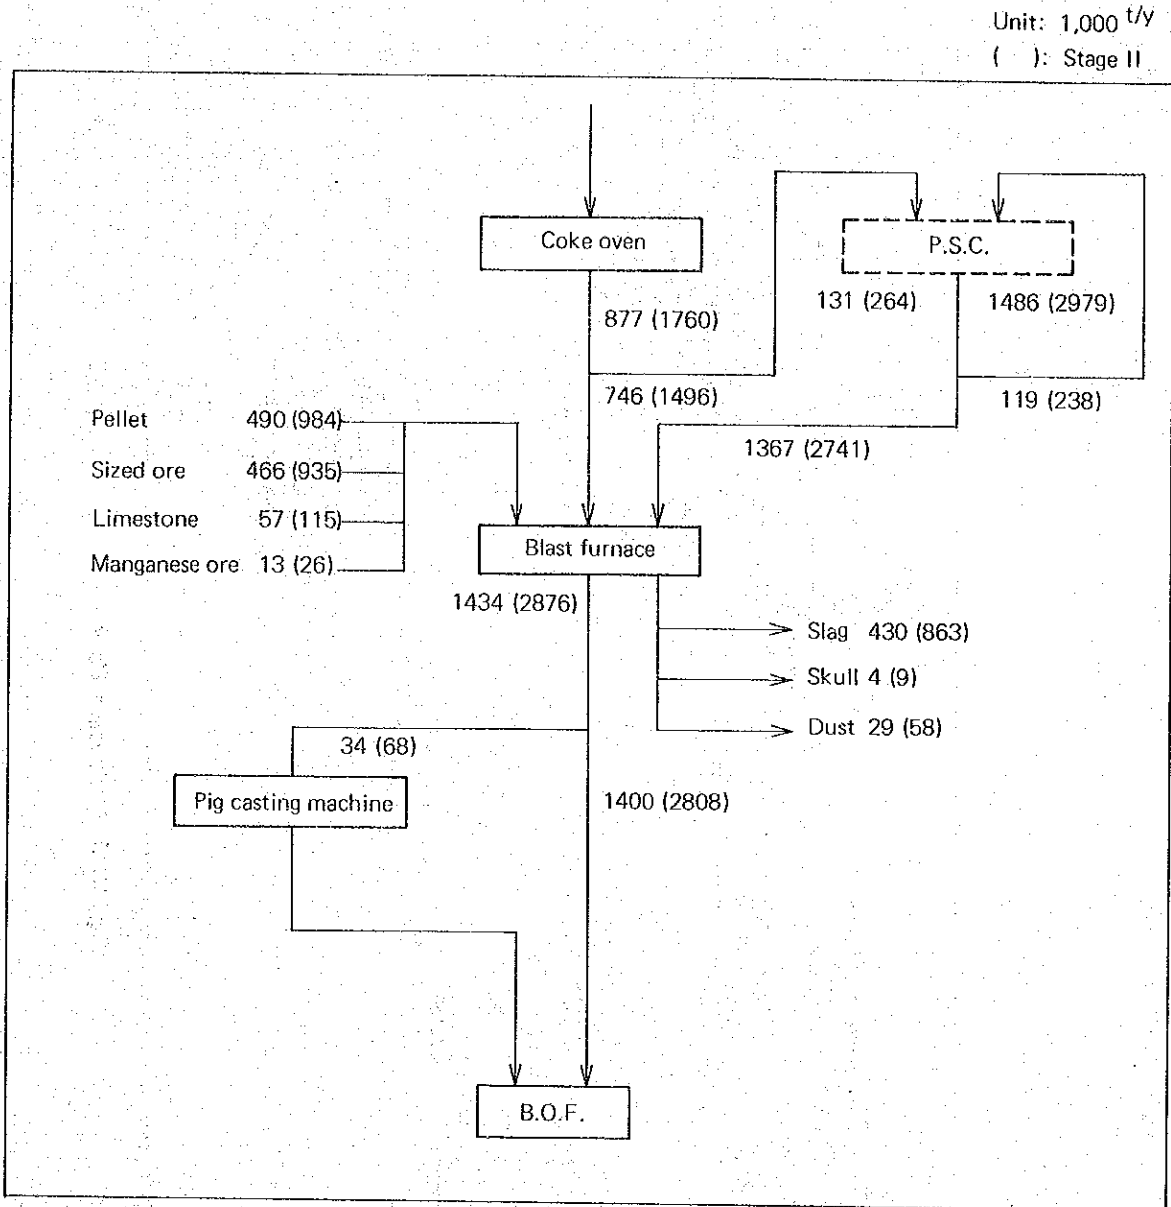 Unit: 1,000 t/y
( ): Stage II
Coke oven
P.S.C.
877 (1760)
131 (264)
1486 (2979)
746 (1496)
119 (238)
1367 (2741)
Pellet 490 (984)
Sized ore 466 (935)
Limestone 57 (115)
Manganese ore 13 (26)
Blast furnace
1434 (2876)
Slag 430 (863)
Skull 4 (9)
Dust 29 (58)
34 (68)
Pig casting machine
1400 (2808)
B.O.F.